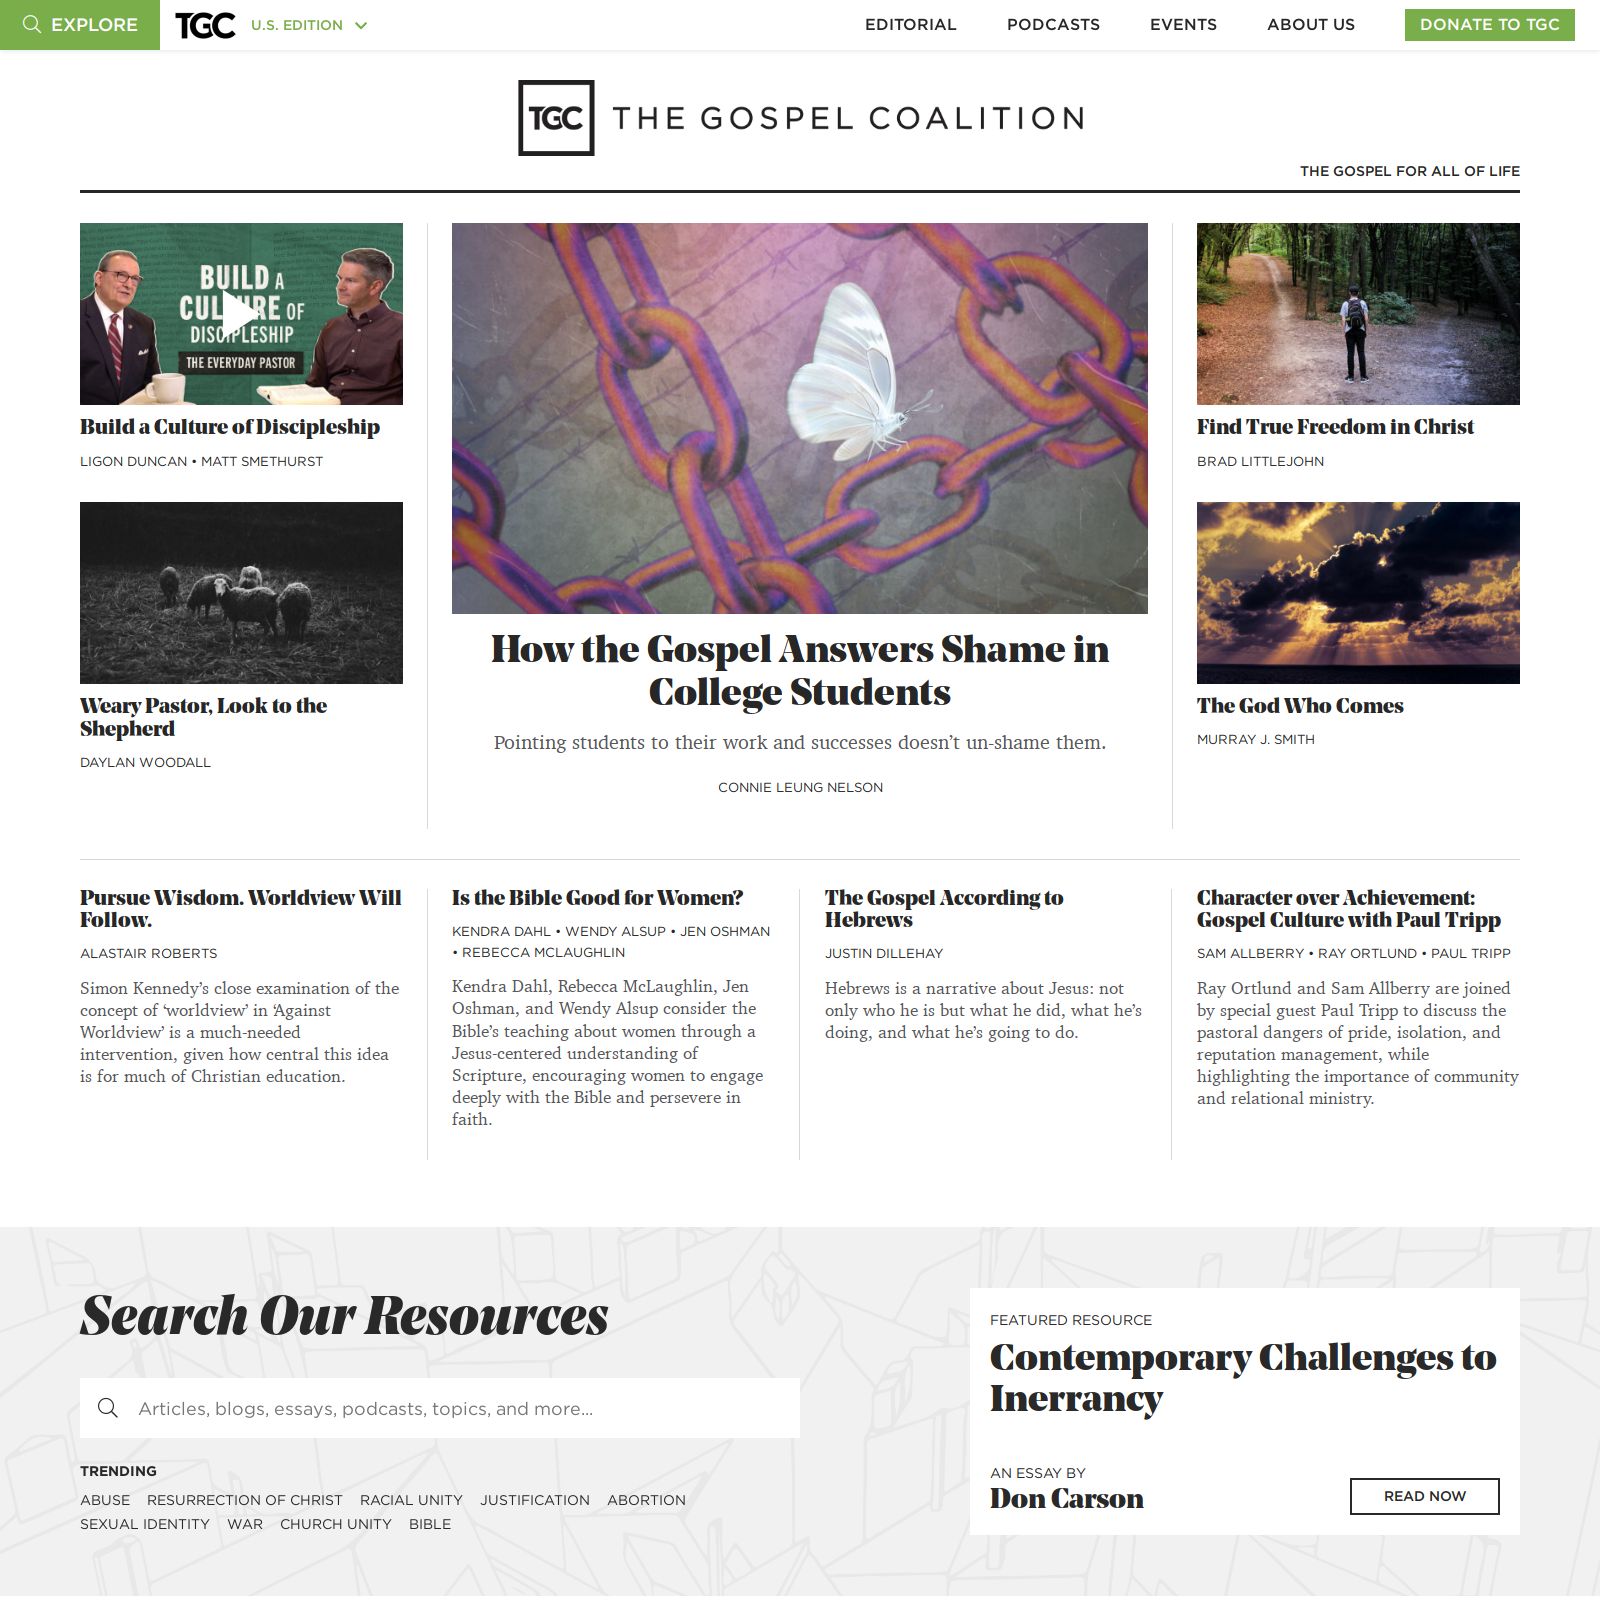 EXPLORE
TGC
U.S. EDITION
EDITORIAL
PODCASTS
EVENTS
ABOUT US
DONATE TO TGC
TGC THE GOSPEL COALITION
THE GOSPEL FOR ALL OF LIFE
BUILD A
CULTURE OF
DISCIPLESHIP
THE EVERYDAY PASTOR
Build a Culture of Discipleship
LIGON DUNCAN • MATT SMETHURST
Weary Pastor, Look to the
Shepherd
DAYLAN WOODALL
How the Gospel Answers Shame in
College Students
Pointing students to their work and successes doesn’t un-shame them.
CONNIE LEUNG NELSON
Find True Freedom in Christ
BRAD LITTLEJOHN
The God Who Comes
MURRAY J. SMITH
Pursue Wisdom. Worldview Will
Follow.
ALASTAIR ROBERTS
Simon Kennedy’s close examination of the
concept of ‘worldview’ in ‘Against
Worldview’ is a much-needed
intervention, given how central this idea
is for much of Christian education.
Is the Bible Good for Women?
KENDRA DAHL • WENDY ALSUP • JEN OSHMAN
• REBECCA MCLAUGHLIN
Kendra Dahl, Rebecca McLaughlin, Jen
Oshman, and Wendy Alsup consider the
Bible’s teaching about women through a
Jesus-centered understanding of
Scripture, encouraging women to engage
deeply with the Bible and persevere in
faith.
The Gospel According to
Hebrews
JUSTIN DILLEHAY
Hebrews is a narrative about Jesus: not
only who he is but what he did, what he’s
doing, and what he’s going to do.
Character over Achievement:
Gospel Culture with Paul Tripp
SAM ALLBERRY • RAY ORTLUND • PAUL TRIPP
Ray Ortlund and Sam Allberry are joined
by special guest Paul Tripp to discuss the
pastoral dangers of pride, isolation, and
reputation management, while
highlighting the importance of community
and relational ministry.
Search Our Resources
Articles, blogs, essays, podcasts, topics, and more...
TRENDING
ABUSE RESURRECTION OF CHRIST RACIAL UNITY JUSTIFICATION ABORTION
SEXUAL IDENTITY WAR CHURCH UNITY BIBLE
FEATURED RESOURCE
Contemporary Challenges to
Inerrancy
AN ESSAY BY
Don Carson
READ NOW